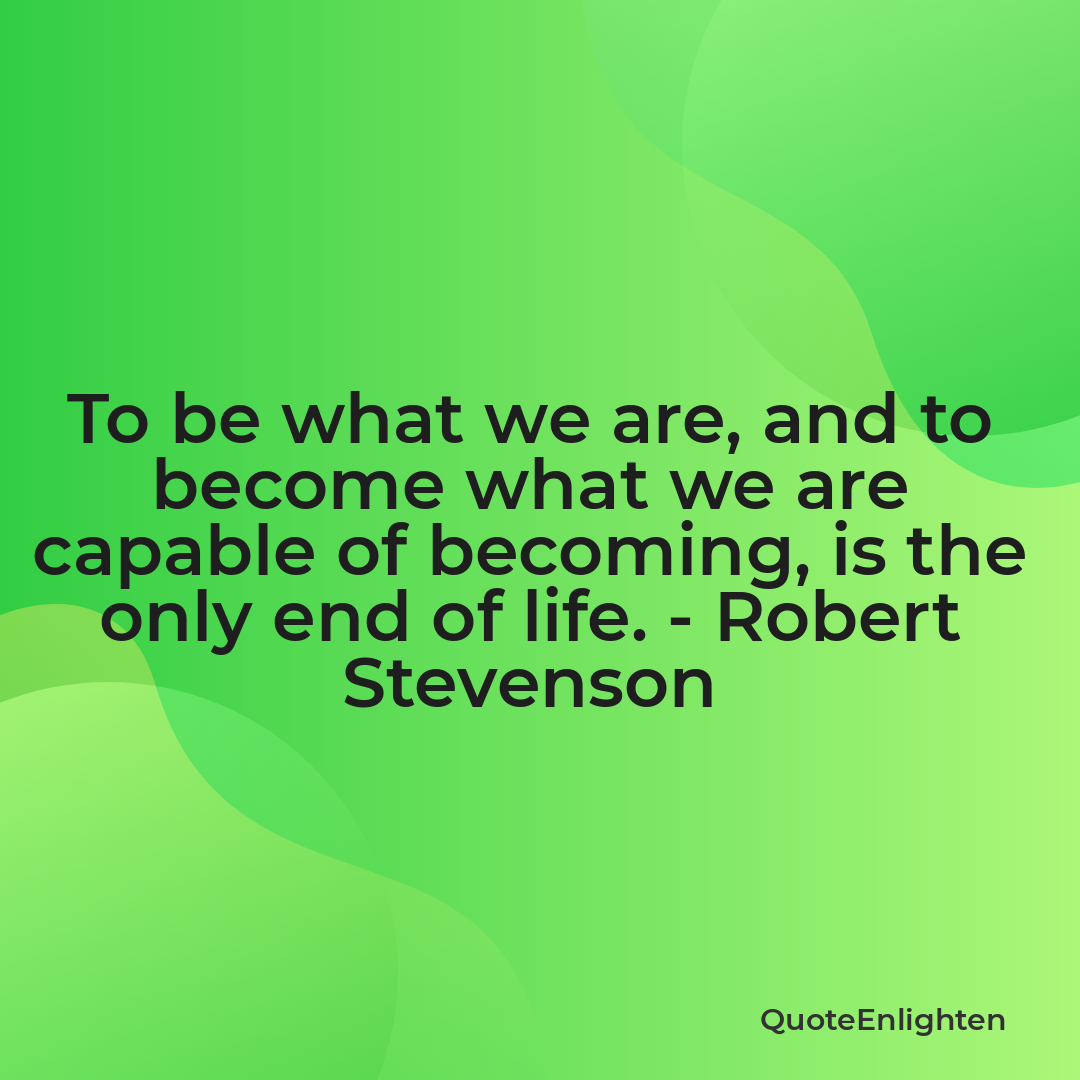 To be what we are, and to
become what we are
capable of becoming, is the
only end of life. - Robert
Stevenson
QuoteEnlighten